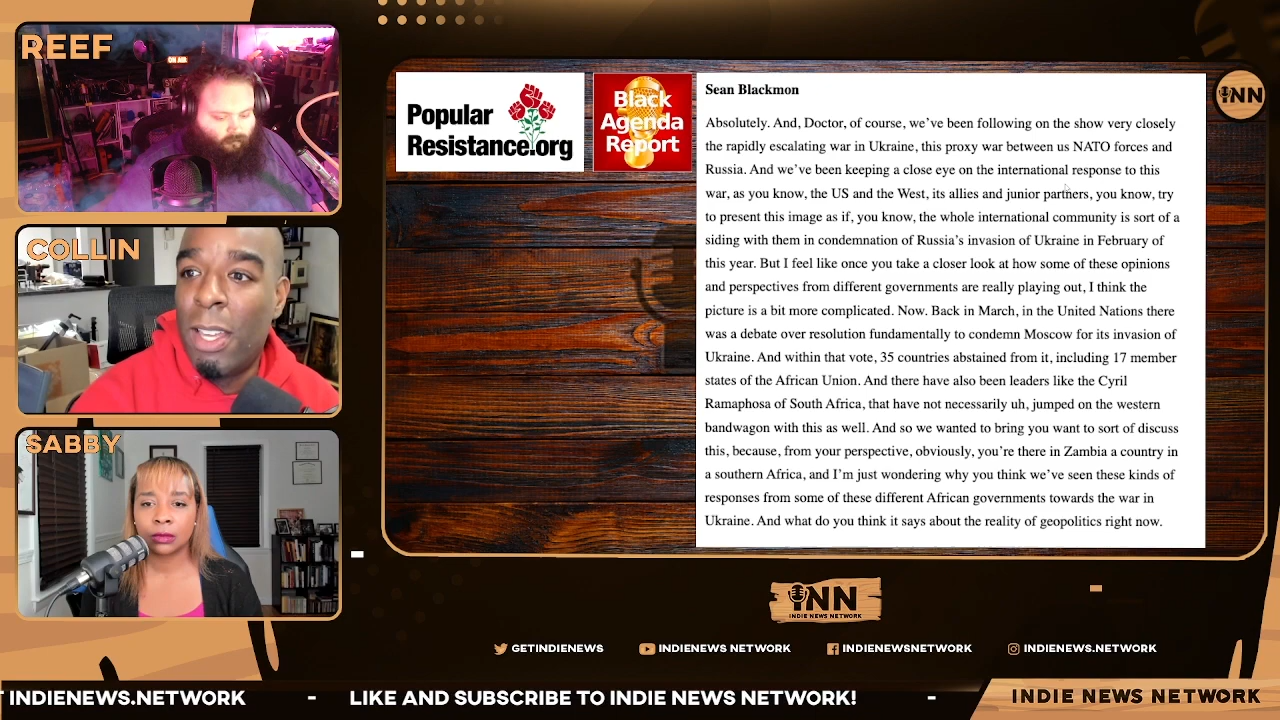 REEF
ON AIR
COLLIN
SABBY
Popular
Resistance.org
Black
Agenda
Report
Sean Blackmon
Absolutely. And, Doctor, of course, we've been following on the show very closely
the rapidly escalating war in Ukraine, this proxy war between us NATO forces and
Russia. And we've been keeping a close eye on the international response to this
war, as you know, the US and the West, its allies and junior partners, you know, try
to present this image as if, you know, the whole international community is sort of a
siding with them in condemnation of Russia's invasion of Ukraine in February of
this year. But I feel like once you take a closer look at how some of these opinions
and perspectives from different governments are really playing out, I think the
picture is a bit more complicated. Now. Back in March, in the United Nations there
was a debate over resolution fundamentally to condemn Moscow for its invasion of
Ukraine. And within that vote, 35 countries abstained from it, including 17 member
states of the African Union. And there have also been leaders like the Cyril
Ramaphosa of South Africa, that have not necessarily uh, jumped on the western
bandwagon with this as well. And so we wanted to bring you want to sort of discuss
this, because, from your perspective, obviously, you're there in Zambia a country in
a southern Africa, and I'm just wondering why you think we've seen these kinds of
responses from some of these different African governments towards the war in
Ukraine. And what do you think it says about the reality of geopolitics right now.
INN
INN
INDIE NEWS NETWORK
GETINDIENEWS
INDIENEWS NETWORK
INDIENEWSNETWORK
INDIENEWS.NETWORK
INDIENEWS.NETWORK - LIKE AND SUBSCRIBE TO INDIE NEWS NETWORK! -
INDIE NEWS NETWORK